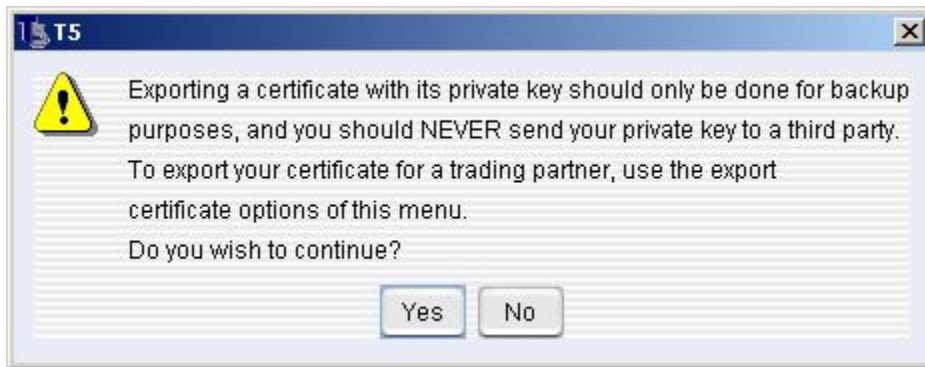 T5
Exporting a certificate with its private key should only be done for backup
purposes, and you should NEVER send your private key to a third party.
To export your certificate for a trading partner, use the export
certificate options of this menu.
Do you wish to continue?
Yes No